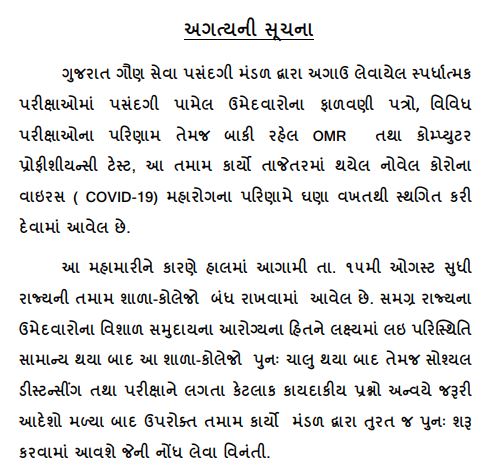 અગત્યની સૂચના
ગુજરાત ગૌણ સેવા પસંદગી મંડળ દ્વારા અગાઉ લેવાયેલ સ્પર્ધાત્મક
પરીક્ષાઓમાં પસંદગી પામેલ ઉમેદવારોના ફાળવણી પત્રો, વિવિધ
પરીક્ષાઓના પરિણામ તેમજ બાકી રહેલ OMR તથા કોમ્પ્યુટર
પ્રોફીશીયન્સી ટેસ્ટ, આ તમામ કાર્યો તાજેતરમાં થયેલ નોવેલ કોરોના
વાઇરસ ( COVID-19) મહારોગના પરિણામે ઘણા વખતથી સ્થગિત કરી
દેવામાં આવેલ છે.
આ મહામારીને કારણે હાલમાં આગામી તા. ૧૫મી ઓગસ્ટ સુધી
રાજ્યની તમામ શાળા-કોલેજો બંધ રાખવામાં આવેલ છે. સમગ્ર રાજ્યના
ઉમેદવારોના વિશાળ સમુદાયના આરોગ્યના હિતને લક્ષ્યમાં લઇ પરિસ્થિતિ
સામાન્ય થયા બાદ આ શાળા-કોલેજો પુનઃ ચાલુ થયા બાદ તેમજ સોશ્યલ
ડીસ્ટન્સીંગ તથા પરીક્ષાને લગતા કેટલાક કાયદાકીય પ્રશ્નો અન્વયે જરૂરી
આદેશો મળ્યા બાદ ઉપરોક્ત તમામ કાર્યો મંડળ દ્વારા તુરત જ પુનઃ શરૂ
કરવામાં આવશે જેની નોંધ લેવા વિનંતી.